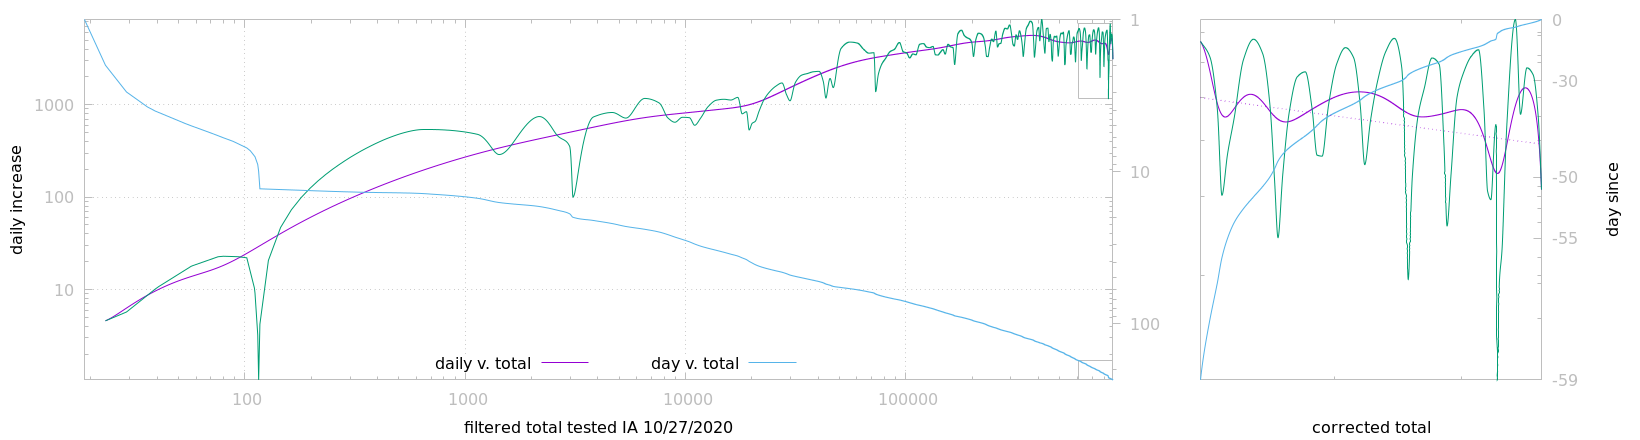 daily increase
1000
100
10
100
1000
10000
100000
1
10
100
daily v. total
day v. total
filtered total tested IA 10/27/2020
0
-30
-50
-55
-59
day since
corrected total